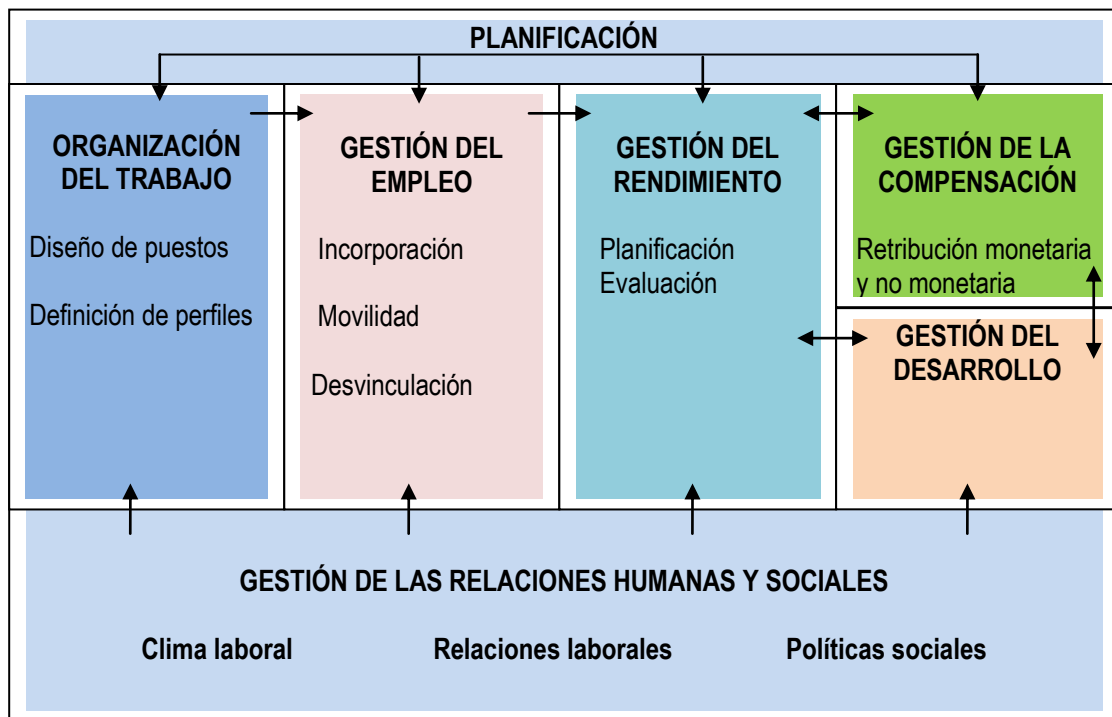 PLANIFICACIÓN
ORGANIZACIÓN
DEL TRABAJO
Diseño de puestos
Definición de perfiles
GESTIÓN DEL
EMPLEO
Incorporación
Movilidad
Desvinculación
GESTIÓN DEL
RENDIMIENTO
Planificación
Evaluación
GESTIÓN DE LA
COMPENSACIÓN
Retribución monetaria
y no monetaria
GESTIÓN DEL
DESARROLLO
GESTIÓN DE LAS RELACIONES HUMANAS Y SOCIALES
Clima laboral
Relaciones laborales
Políticas sociales